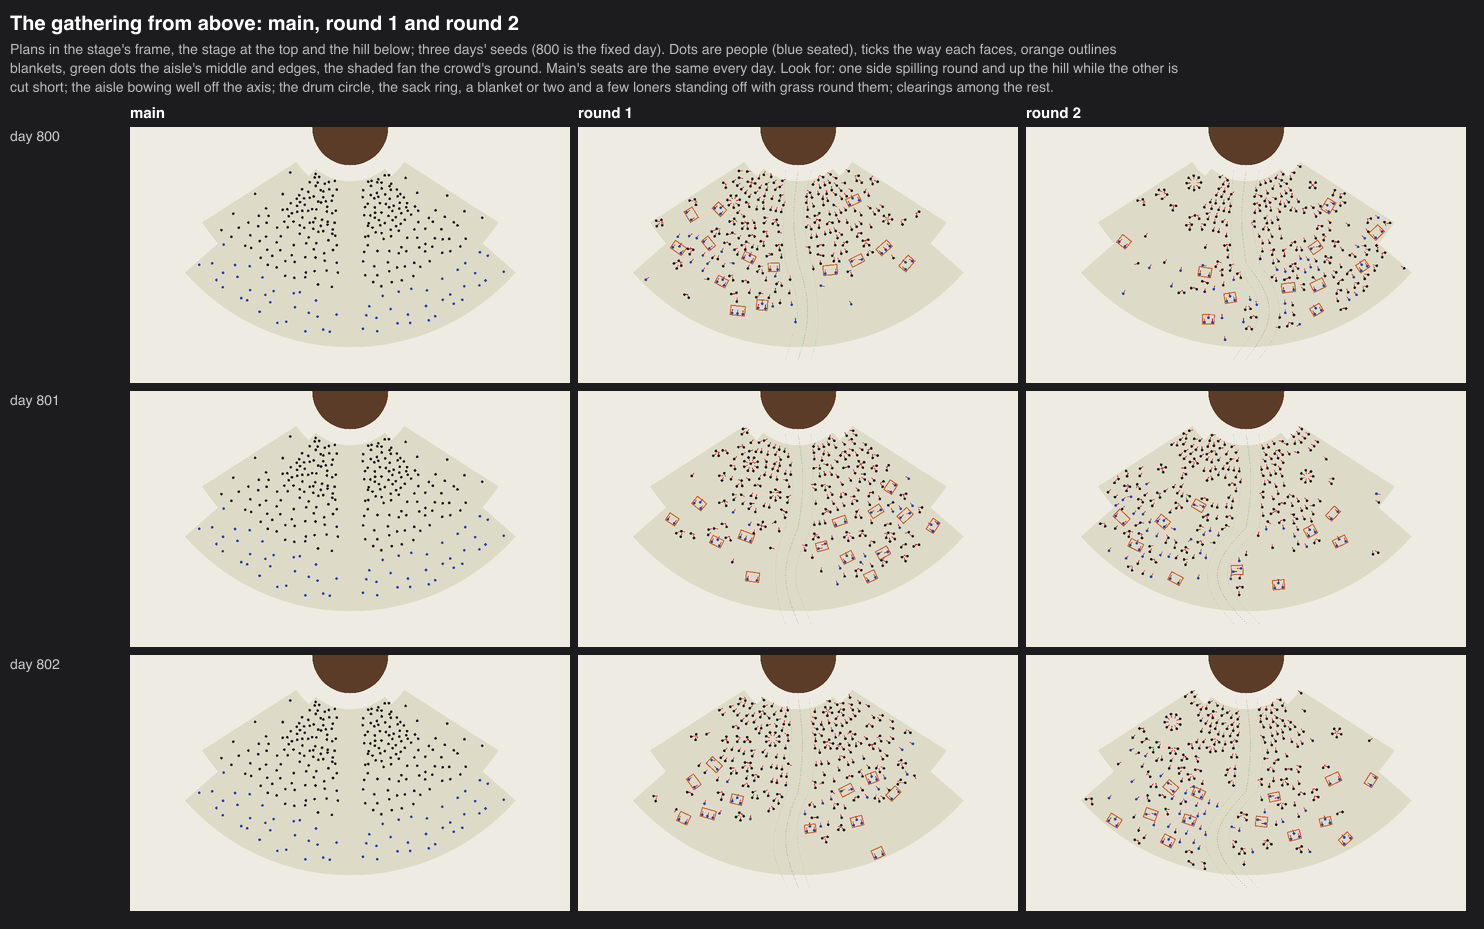 The gathering from above: main, round 1 and round 2
Plans in the stage's frame, the stage at the top and the hill below; three days' seeds (800 is the fixed day). Dots are people (blue seated), ticks the way each faces, orange outlines
blankets, green dots the aisle's middle and edges, the shaded fan the crowd's ground. Main's seats are the same every day. Look for: one side spilling round and up the hill while the other is
cut short; the aisle bowing well off the axis; the drum circle, the sack ring, a blanket or two and a few loners standing off with grass round them; clearings among the rest.
main
round 1
round 2
day 800
day 801
day 802